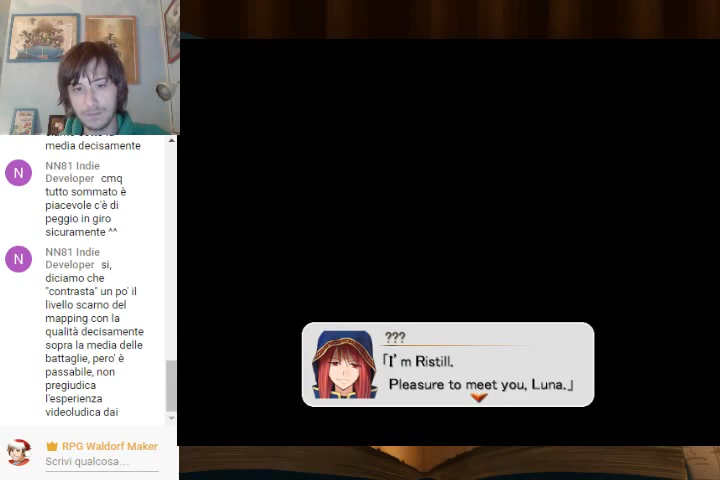 media decisamente
NN81 Indie
Developer cmq
tutto sommato è
piacevole c'è di
peggio in giro
sicuramente ^^
N
NN81 Indie
Developer si,
diciamo che
"contrasta" un po' il
livello scarno del
mapping con la
qualità decisamente
sopra la media delle
battaglie, pero' è
passabile, non
pregiudica
l'esperienza
videoludica dai
N
RPG Waldorf Maker
Scrivi qualcosa...
???
「I'm Ristill.
Pleasure to meet you, Luna.」